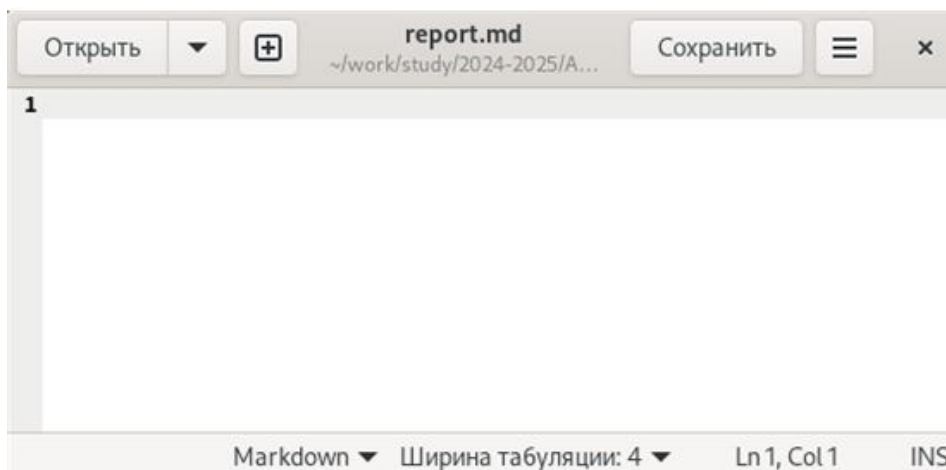 Открыть report.md Сохранить
~/work/study/2024-2025/А...
1
Markdown Ширина табуляции: 4 Ln 1, Col 1 INS